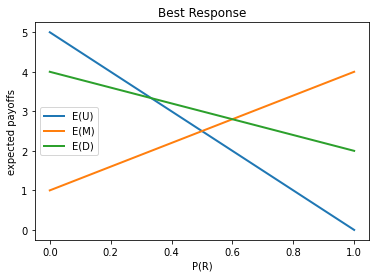 Best Response
expected payoffs
5
4
3
2
1
0
E(U)
E(M)
E(D)
0.0 0.2 0.4 0.6 0.8 1.0
P(R)